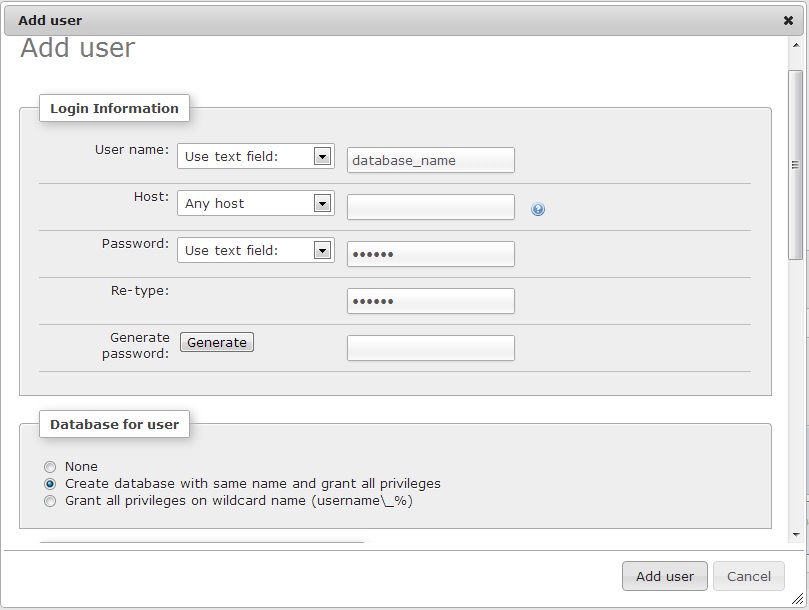 Add user
Add user
Login Information
User name: Use text field: database_name
Host: Any host
Password: Use text field: ••••••
Re-type: ••••••
Generate
password: Generate
Database for user
None
Create database with same name and grant all privileges
Grant all privileges on wildcard name (username\_%)
Add user Cancel